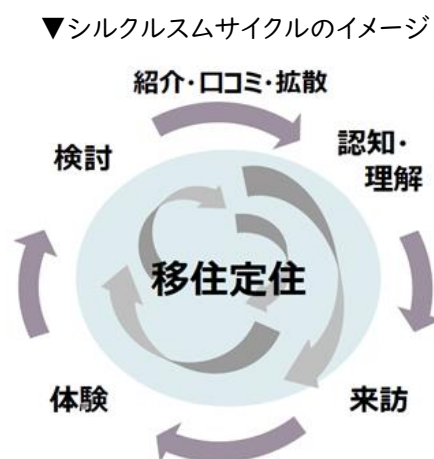 ▼シルクルスムサイクルのイメージ
紹介・口コミ・拡散
認知・
理解
検討
移住定住
体験
来訪